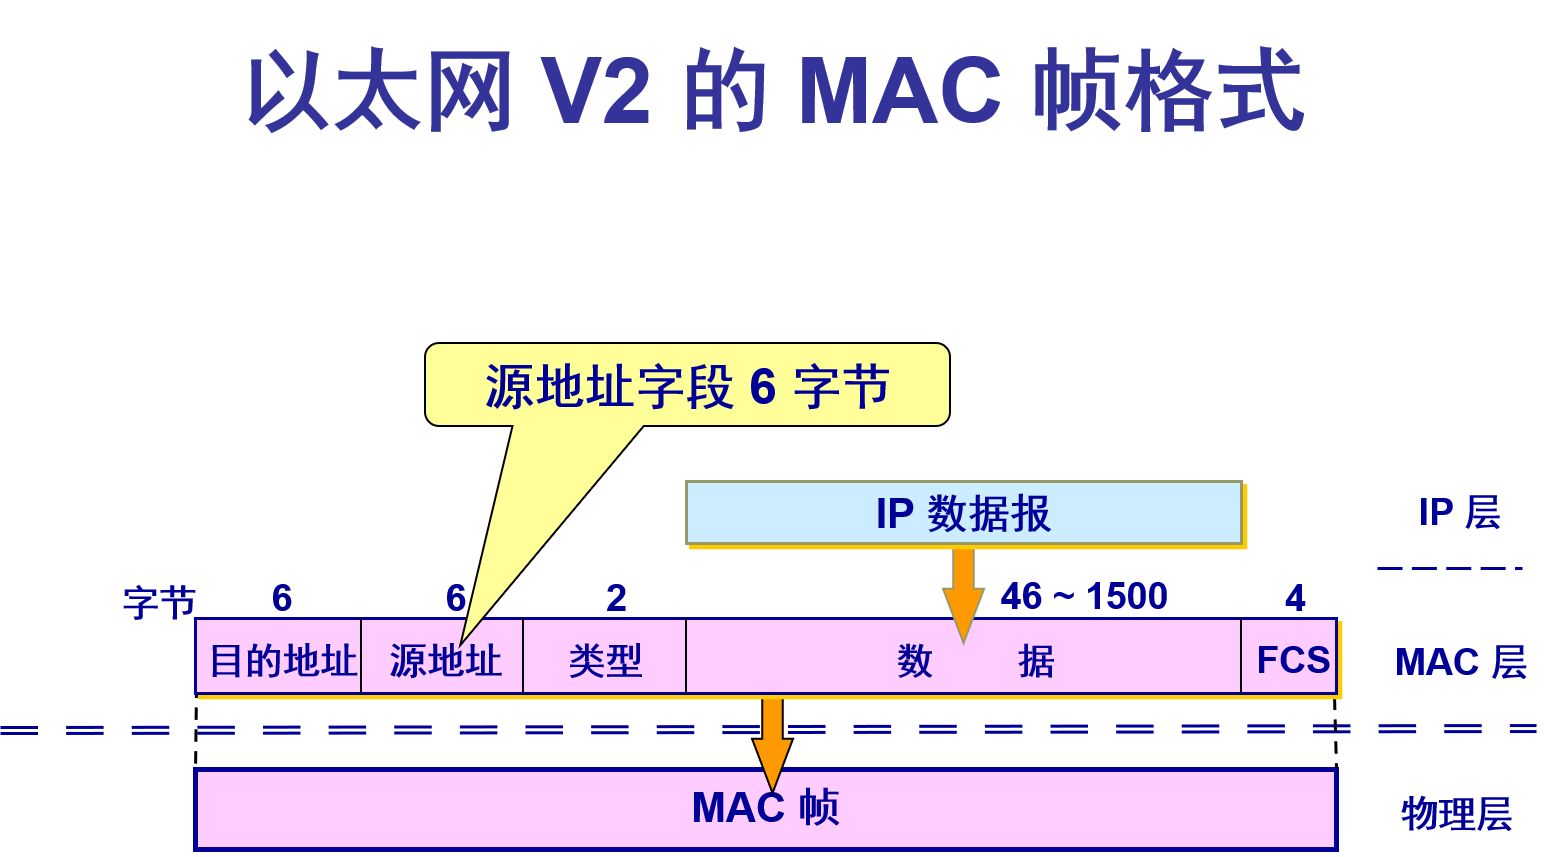 以太网 V2 的 MAC 帧格式
源地址字段 6 字节
IP 数据报
IP 层
字节 6 6 2 46 ~ 1500 4
目的地址 源地址 类型 数 据 FCS
MAC 层
MAC 帧
物理层